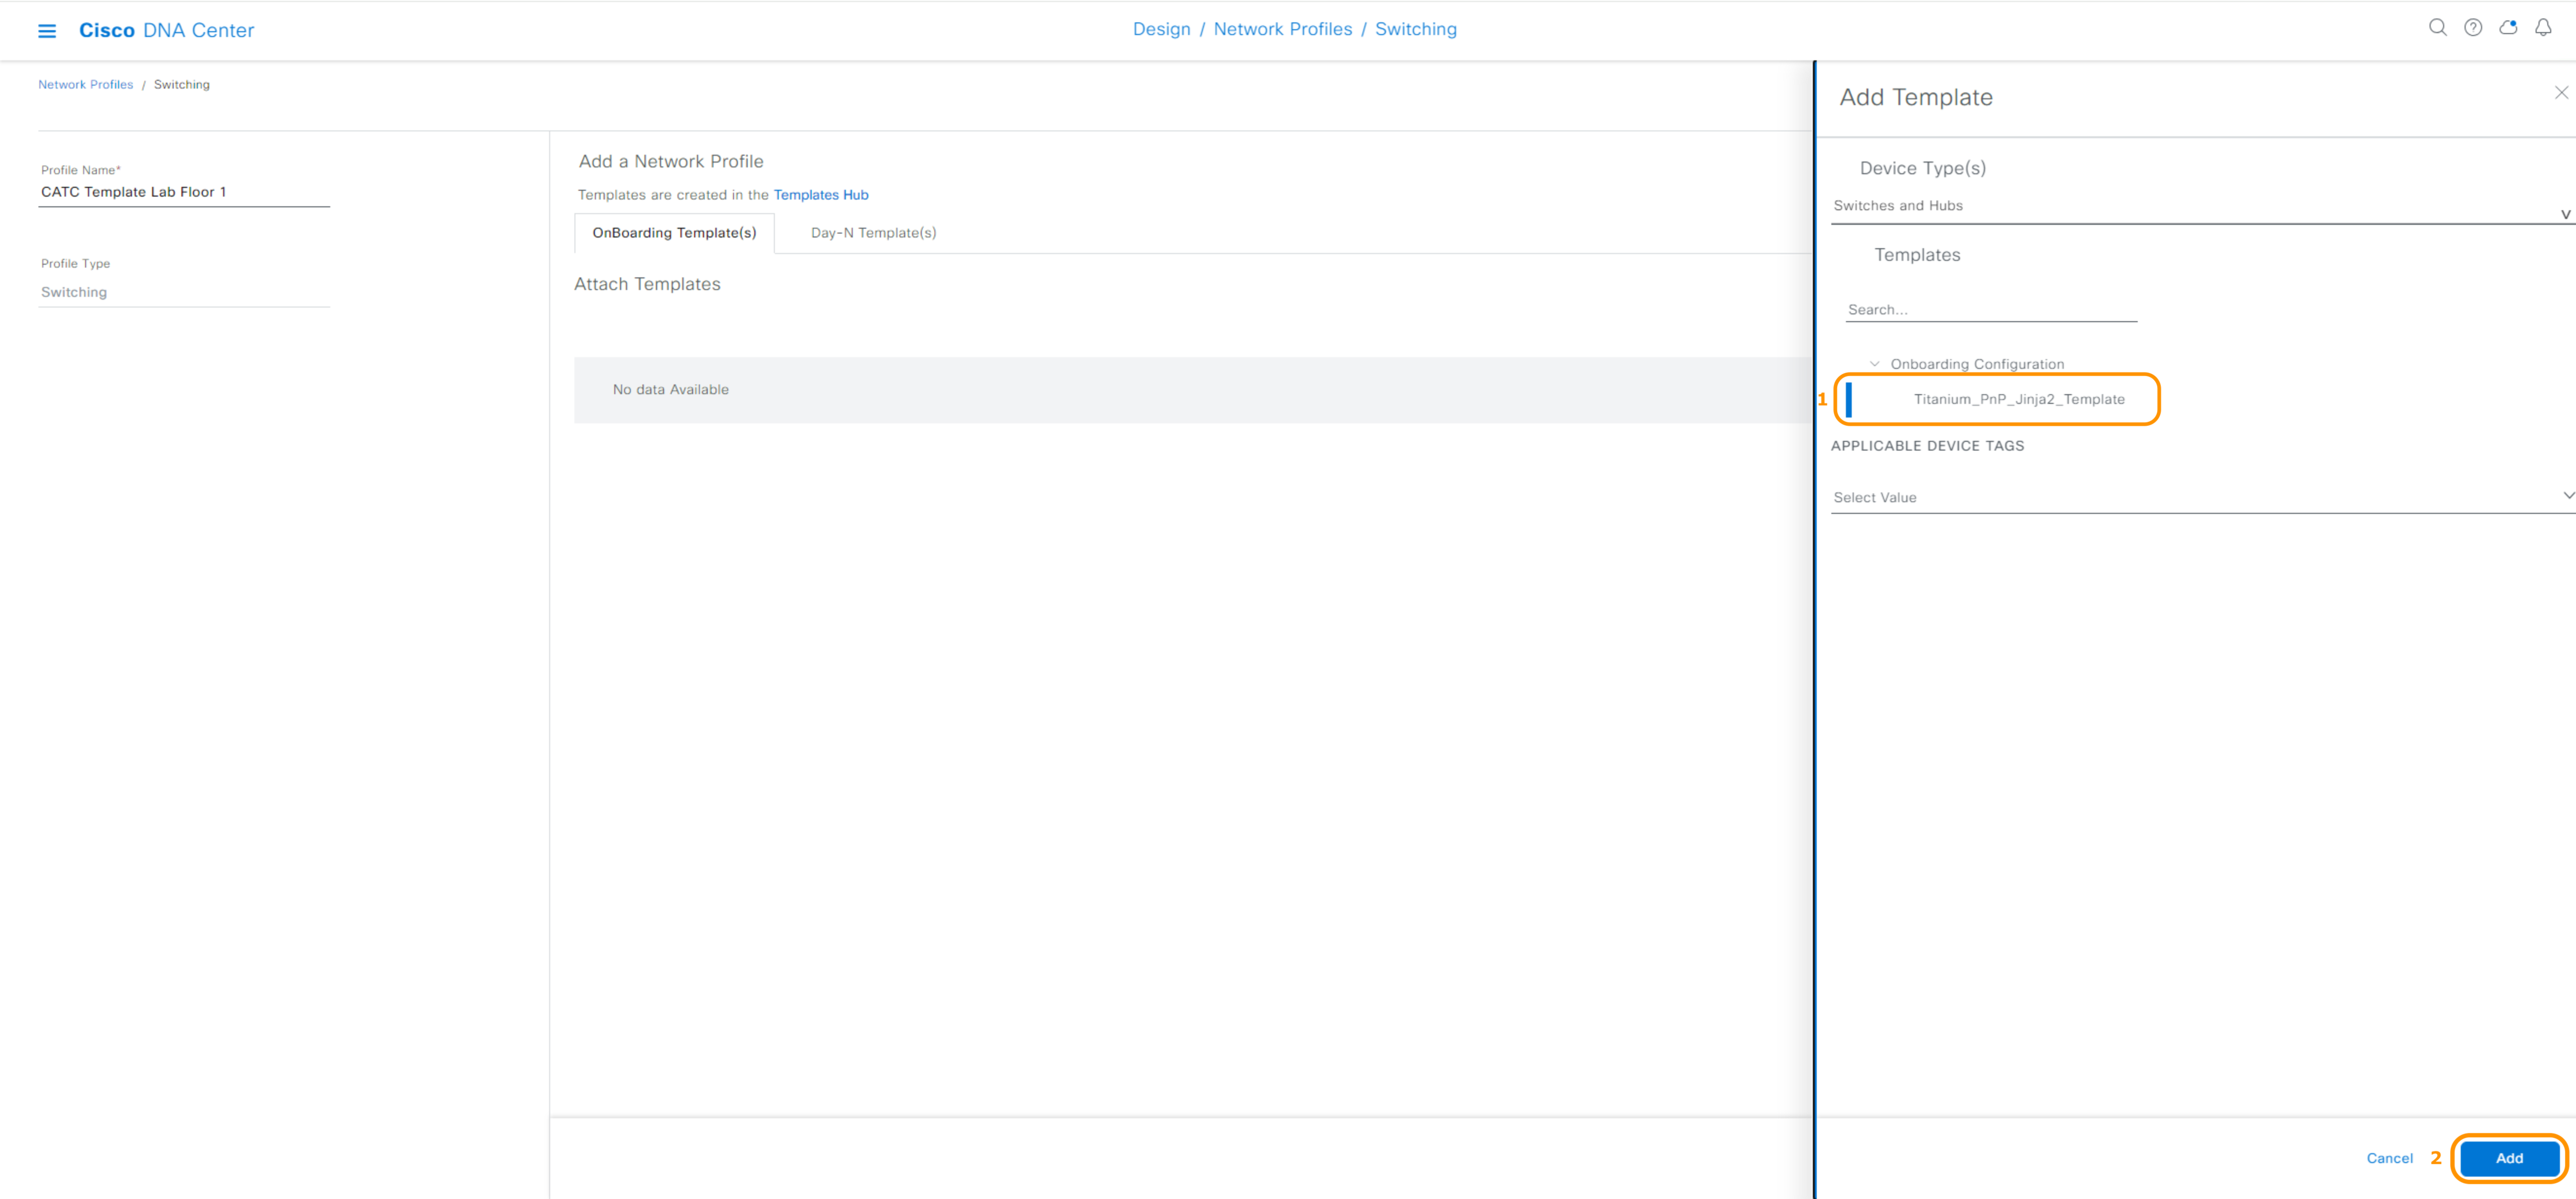 Cisco DNA Center
Design / Network Profiles / Switching
Network Profiles / Switching
Profile Name*
CATC Template Lab Floor 1
Profile Type
Switching
Add a Network Profile
Templates are created in the Templates Hub
OnBoarding Template(s)
Day-N Template(s)
Attach Templates
No data Available
Add Template
Device Type(s)
Switches and Hubs
Templates
Search...
Onboarding Configuration
1 Titanium_PnP_Jinja2_Template
APPLICABLE DEVICE TAGS
Select Value
Cancel 2 Add